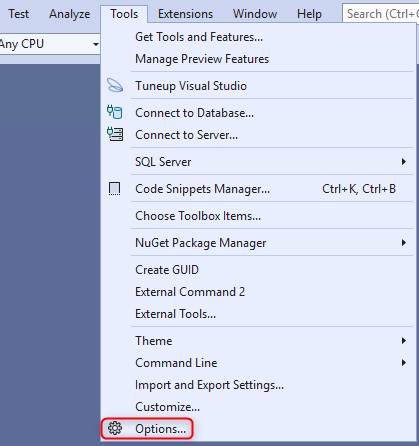 Test Analyze Tools Extensions Window Help Search (Ctrl+
Any CPU
Get Tools and Features...
Manage Preview Features
Tuneup Visual Studio
Connect to Database...
Connect to Server...
SQL Server
Code Snippets Manager... Ctrl+K, Ctrl+B
Choose Toolbox Items...
NuGet Package Manager
Create GUID
External Command 2
External Tools...
Theme
Command Line
Import and Export Settings...
Customize...
Options...